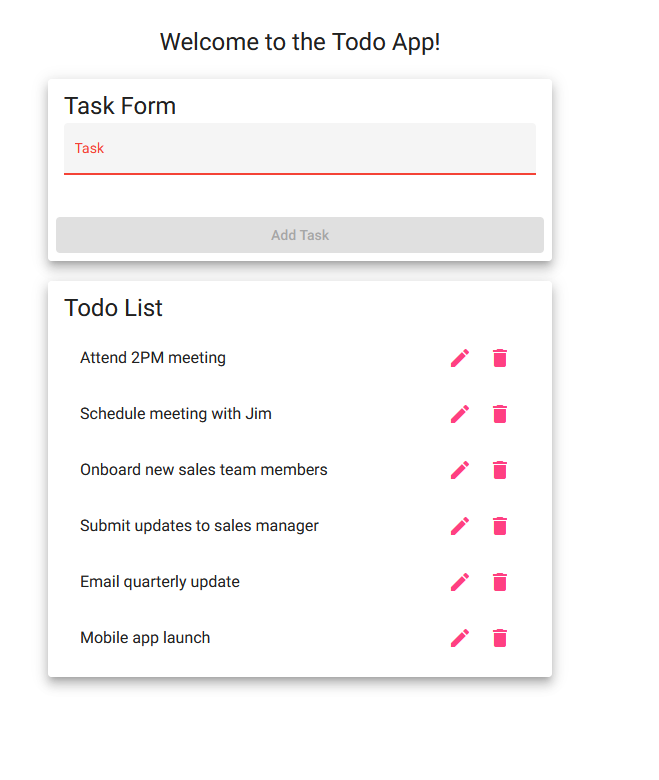 Welcome to the Todo App!
Task Form
Task
Add Task
Todo List
Attend 2PM meeting
Schedule meeting with Jim
Onboard new sales team members
Submit updates to sales manager
Email quarterly update
Mobile app launch